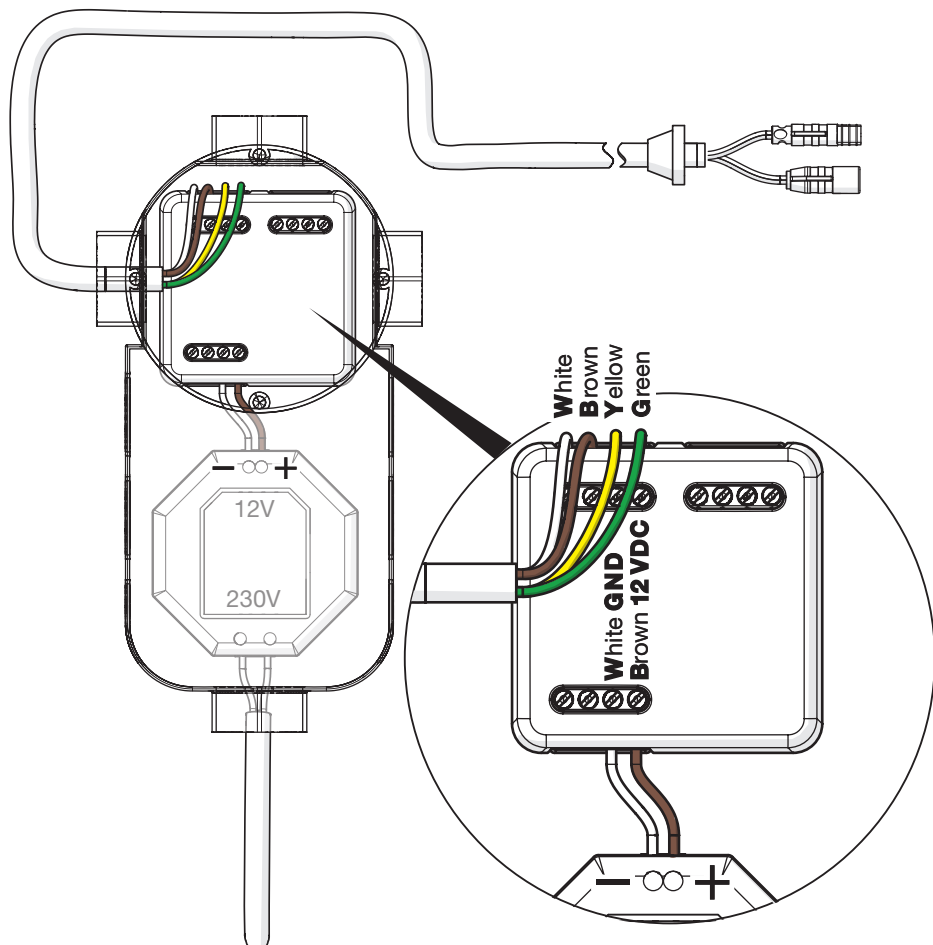 − +
12V
230V
White
Brown
Yellow
Green
White GND
Brown 12 VDC
− +